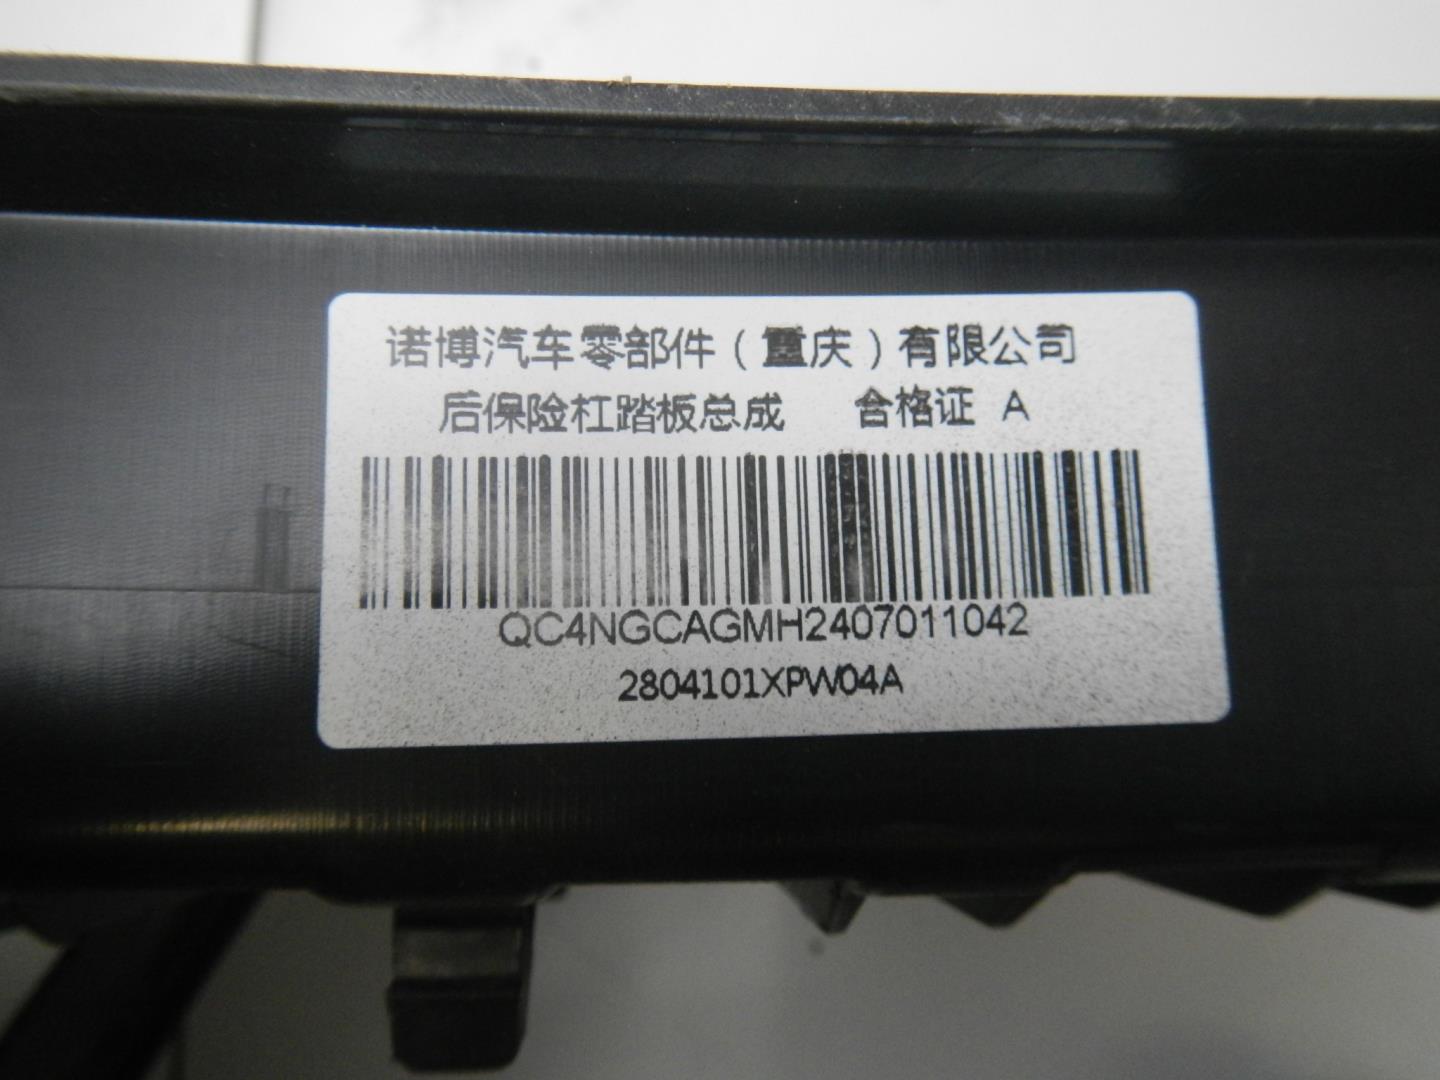 诺博汽车零部件（重庆）有限公司
后保险杠踏板总成 合格证 A
QC4NGCAGMH2407011042
2804101XPW04A